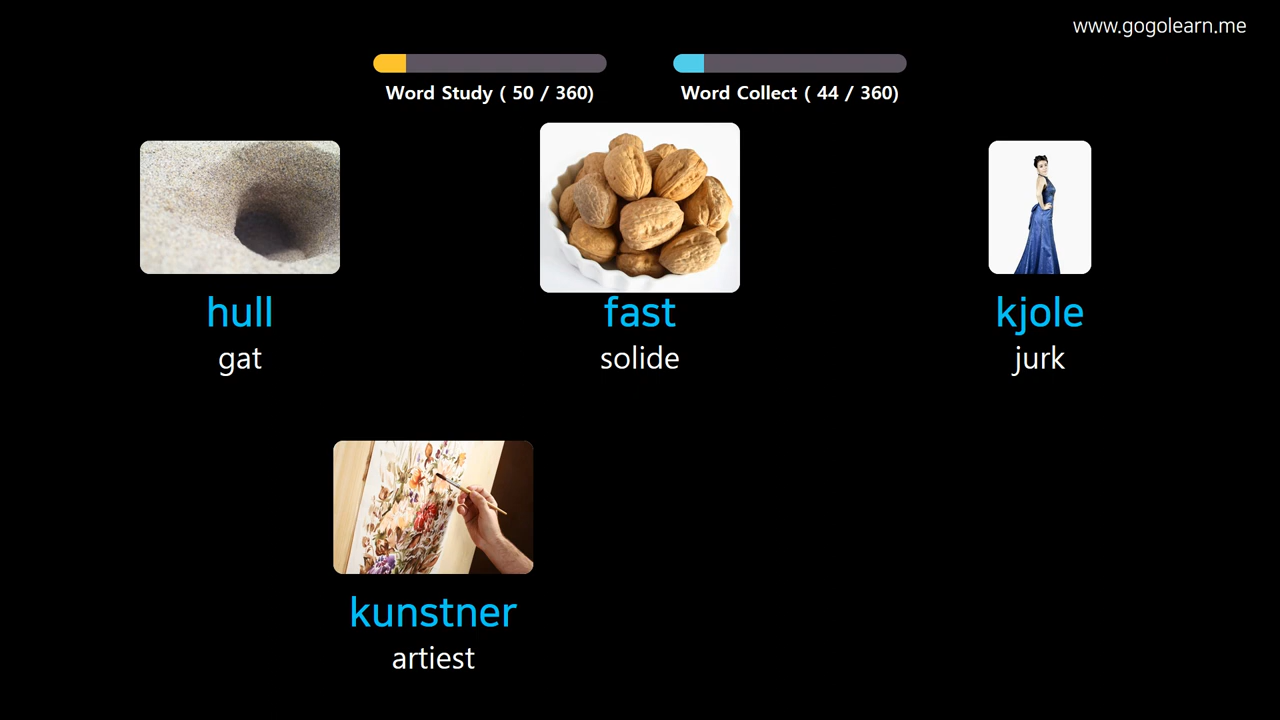 www.gogolearn.me
Word Study ( 50 / 360)
Word Collect ( 44 / 360)
hull
gat
fast
solide
kjole
jurk
kunstner
artiest